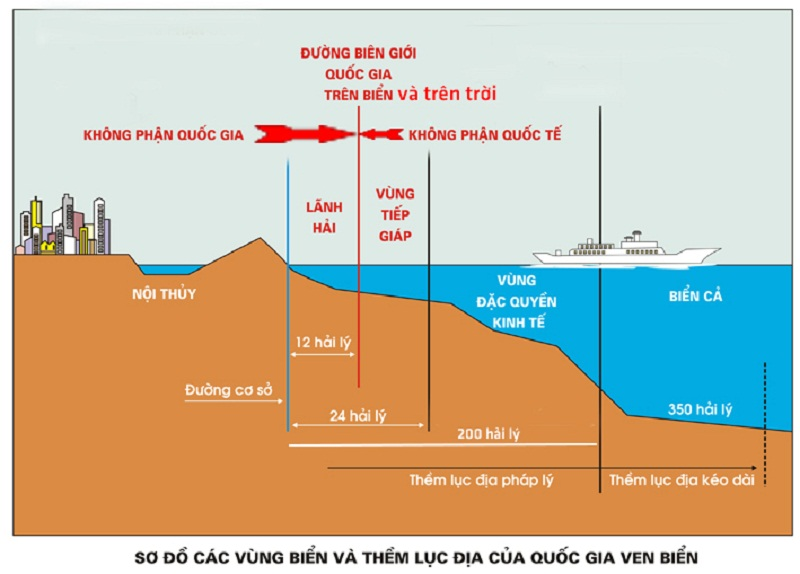 ĐƯỜNG BIÊN GIỚI
QUỐC GIA
TRÊN BIỂN và trên trời
KHÔNG PHẬN QUỐC GIA
KHÔNG PHẬN QUỐC TẾ
LÃNH
HẢI
VÙNG
TIẾP
GIÁP
NỘI THỦY
VÙNG
ĐẶC QUYỀN
KINH TẾ
BIỂN CẢ
12 hải lý
Đường cơ sở
24 hải lý
350 hải lý
200 hải lý
Thềm lục địa pháp lý
Thềm lục địa kéo dài
SƠ ĐỒ CÁC VÙNG BIỂN VÀ THỀM LỤC ĐỊA CỦA QUỐC GIA VEN BIỂN